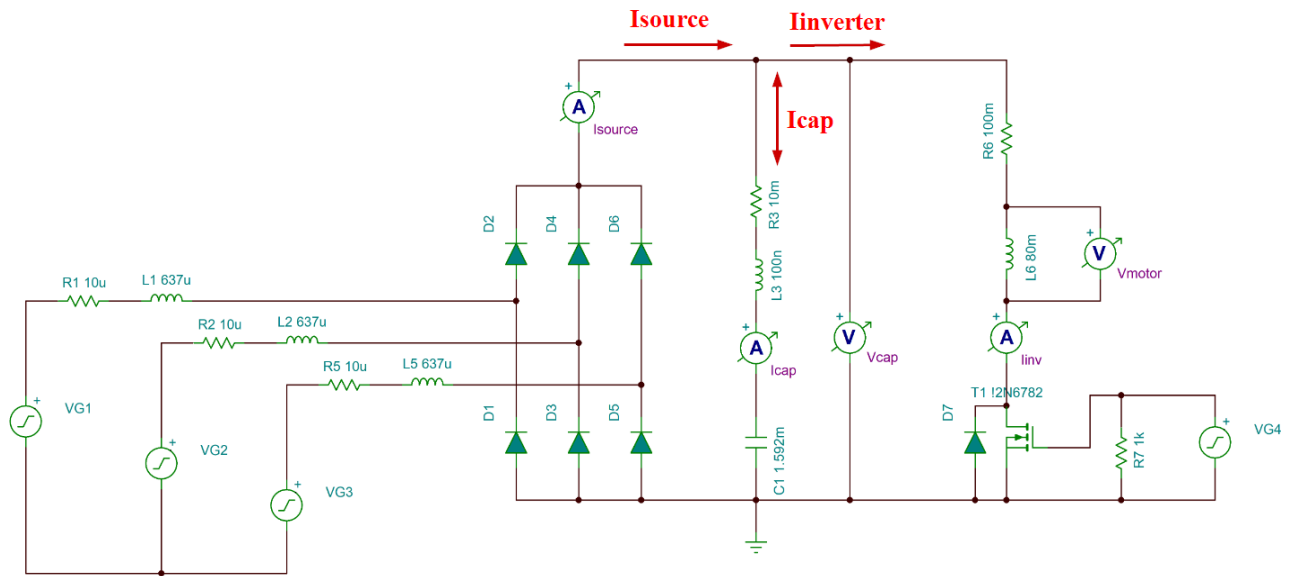 Isource
Iinverter
Icap
+
A
Isource
R6 100m
D2
D4
D6
R3 10m
+
V
Vmotor
L6 80m
L3 100n
R1 10u
L1 637u
R2 10u
L2 637u
R5 10u
L5 637u
+
A
Icap
+
V
Vcap
+
A
Iinv
T1 !2N6782
+
VG1
+
VG2
+
VG3
D1
D3
D5
C1 1.592m
D7
R7 1k
+
VG4